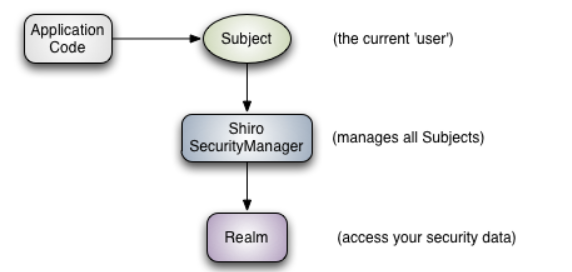 Application
Code
Subject
(the current 'user')
Shiro
SecurityManager
(manages all Subjects)
Realm
(access your security data)